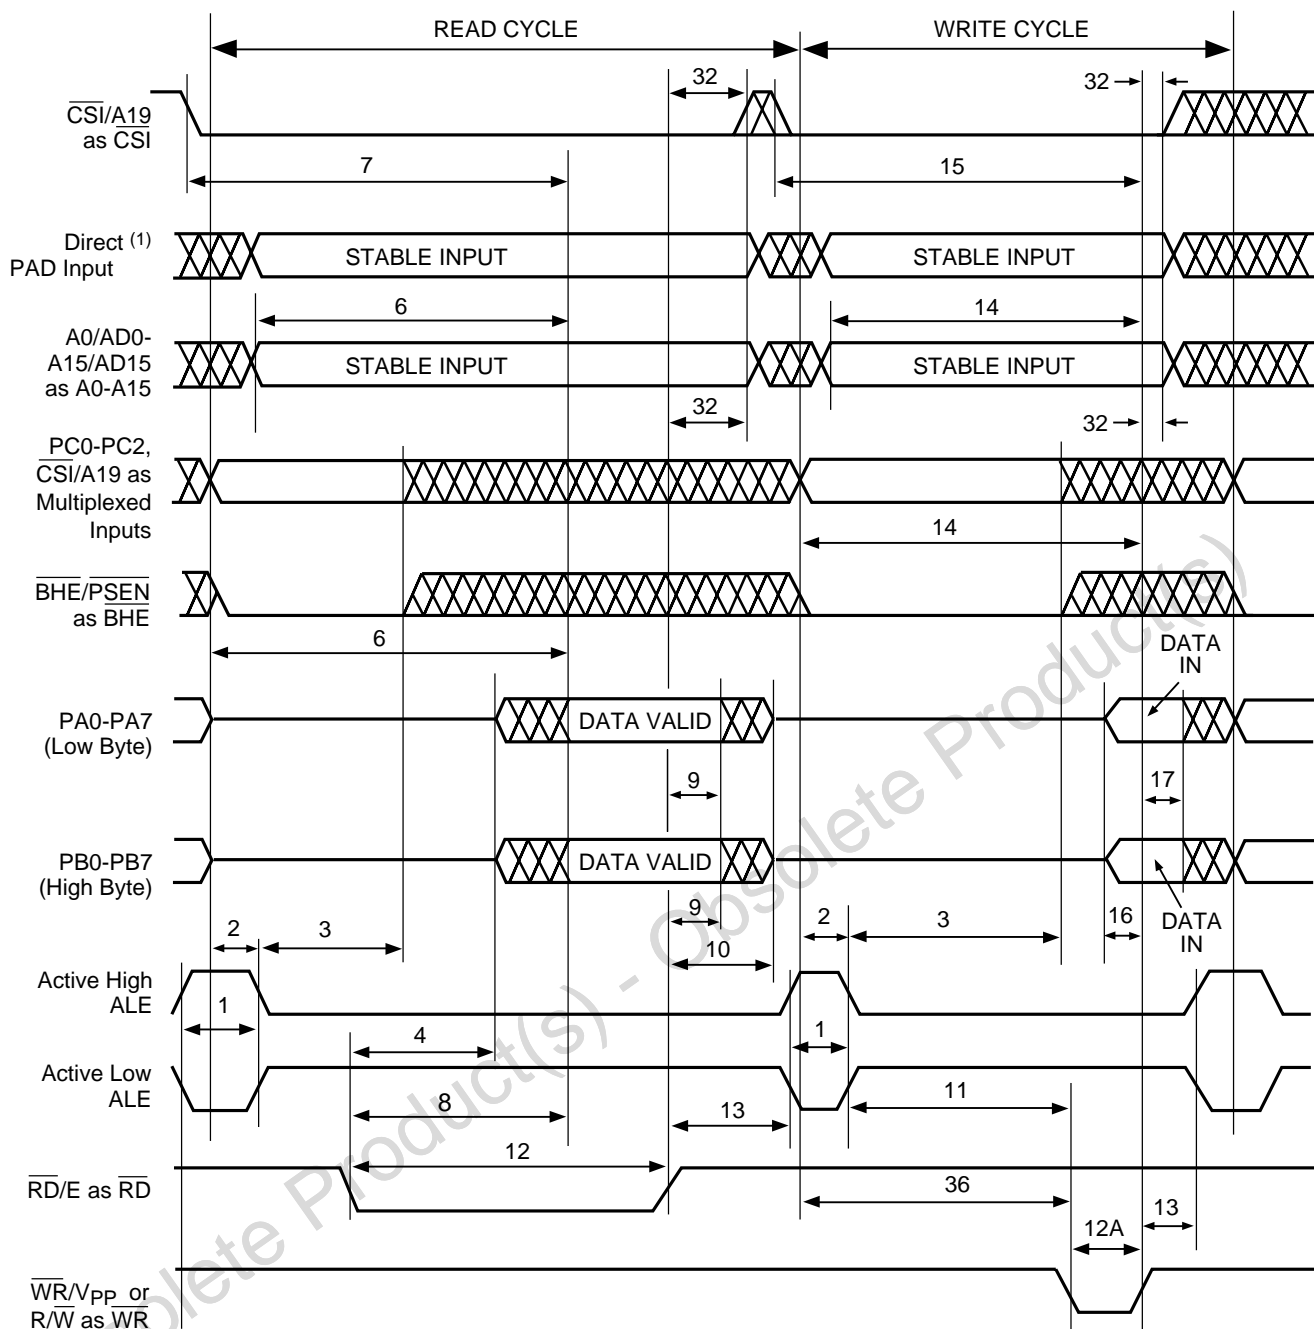 READ CYCLE
WRITE CYCLE
32
32
CSI/A19
as CSI
7
15
Direct (1)
PAD Input
STABLE INPUT
STABLE INPUT
6
14
A0/AD0-
A15/AD15
as A0-A15
STABLE INPUT
STABLE INPUT
32
32
PC0-PC2,
CSI/A19 as
Multiplexed
Inputs
14
BHE/PSEN
as BHE
6
DATA
IN
PA0-PA7
(Low Byte)
DATA VALID
9
17
PB0-PB7
(High Byte)
DATA VALID
9
DATA
IN
2
3
10
2
3
16
Active High
ALE
1
1
4
Active Low
ALE
8
13
11
12
RD/E as RD
36
12A
13
WR/VPP or
R/W as WR
Obsolete Product(s) - Obsolete Product(s)